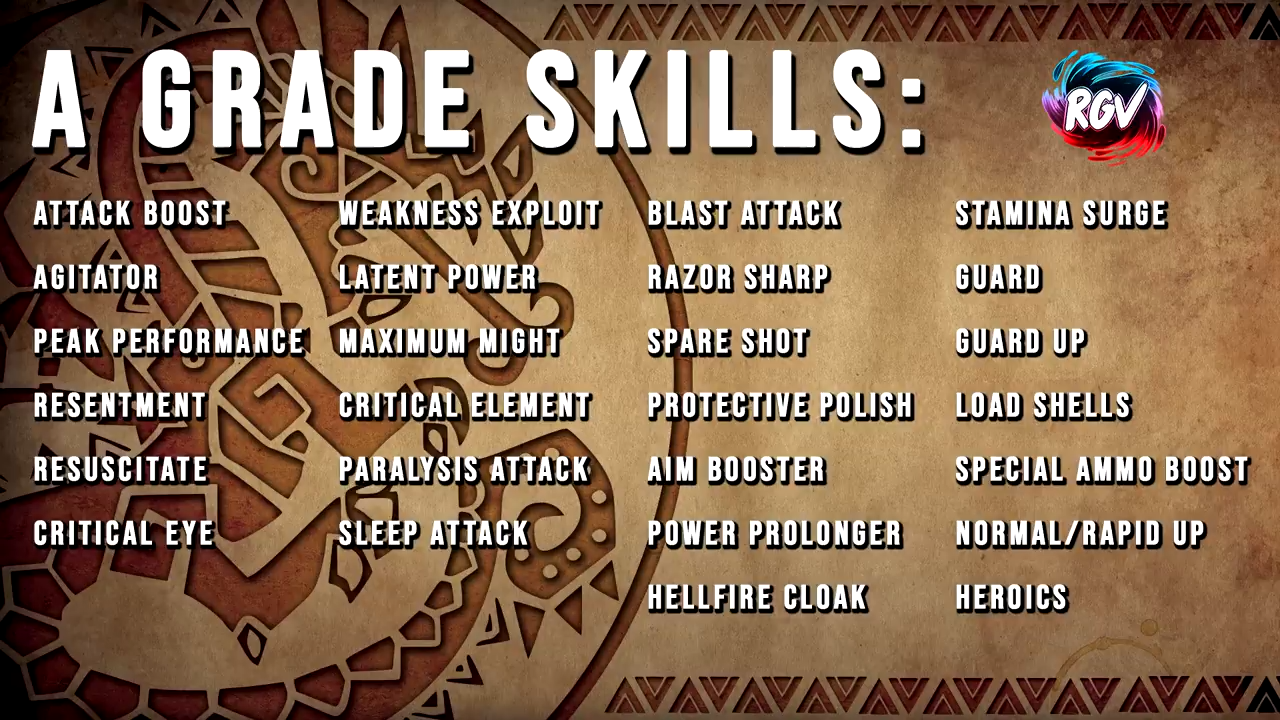 A GRADE SKILLS:
RGV
ATTACK BOOST
AGITATOR
PEAK PERFORMANCE
RESENTMENT
RESUSCITATE
CRITICAL EYE
WEAKNESS EXPLOIT
LATENT POWER
MAXIMUM MIGHT
CRITICAL ELEMENT
PARALYSIS ATTACK
SLEEP ATTACK
BLAST ATTACK
RAZOR SHARP
SPARE SHOT
PROTECTIVE POLISH
AIM BOOSTER
POWER PROLONGER
HELLFIRE CLOAK
STAMINA SURGE
GUARD
GUARD UP
LOAD SHELLS
SPECIAL AMMO BOOST
NORMAL/RAPID UP
HEROICS